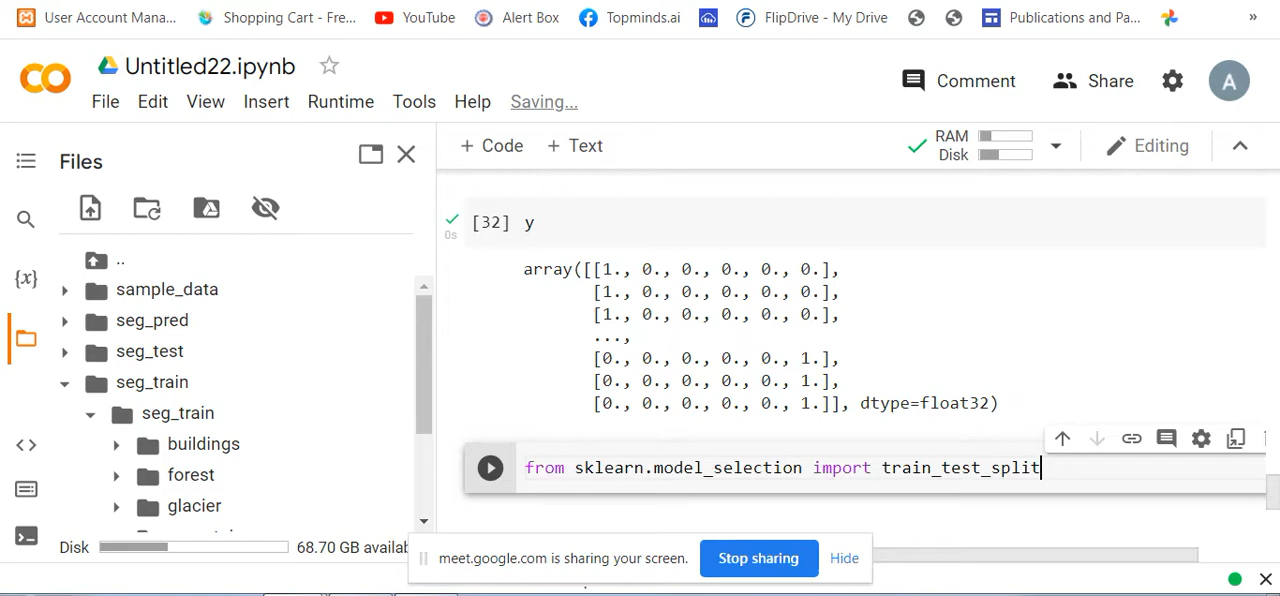 User Account Mana... Shopping Cart - Free... YouTube Alert Box Topminds.ai FlipDrive - My Drive Publications and Pa... »
CO Untitled22.ipynb Comment Share A
File Edit View Insert Runtime Tools Help Saving...
Files
+ Code + Text RAM Disk Editing
[32] y
0s
array([[1., 0., 0., 0., 0., 0.],
[1., 0., 0., 0., 0., 0.],
[1., 0., 0., 0., 0., 0.],
...,
[0., 0., 0., 0., 0., 1.],
[0., 0., 0., 0., 0., 1.],
[0., 0., 0., 0., 0., 1.]], dtype=float32)
from sklearn.model_selection import train_test_split
{x}
..
sample_data
seg_pred
seg_test
seg_train
seg_train
buildings
forest
glacier
Disk 68.70 GB availab
meet.google.com is sharing your screen. Stop sharing Hide